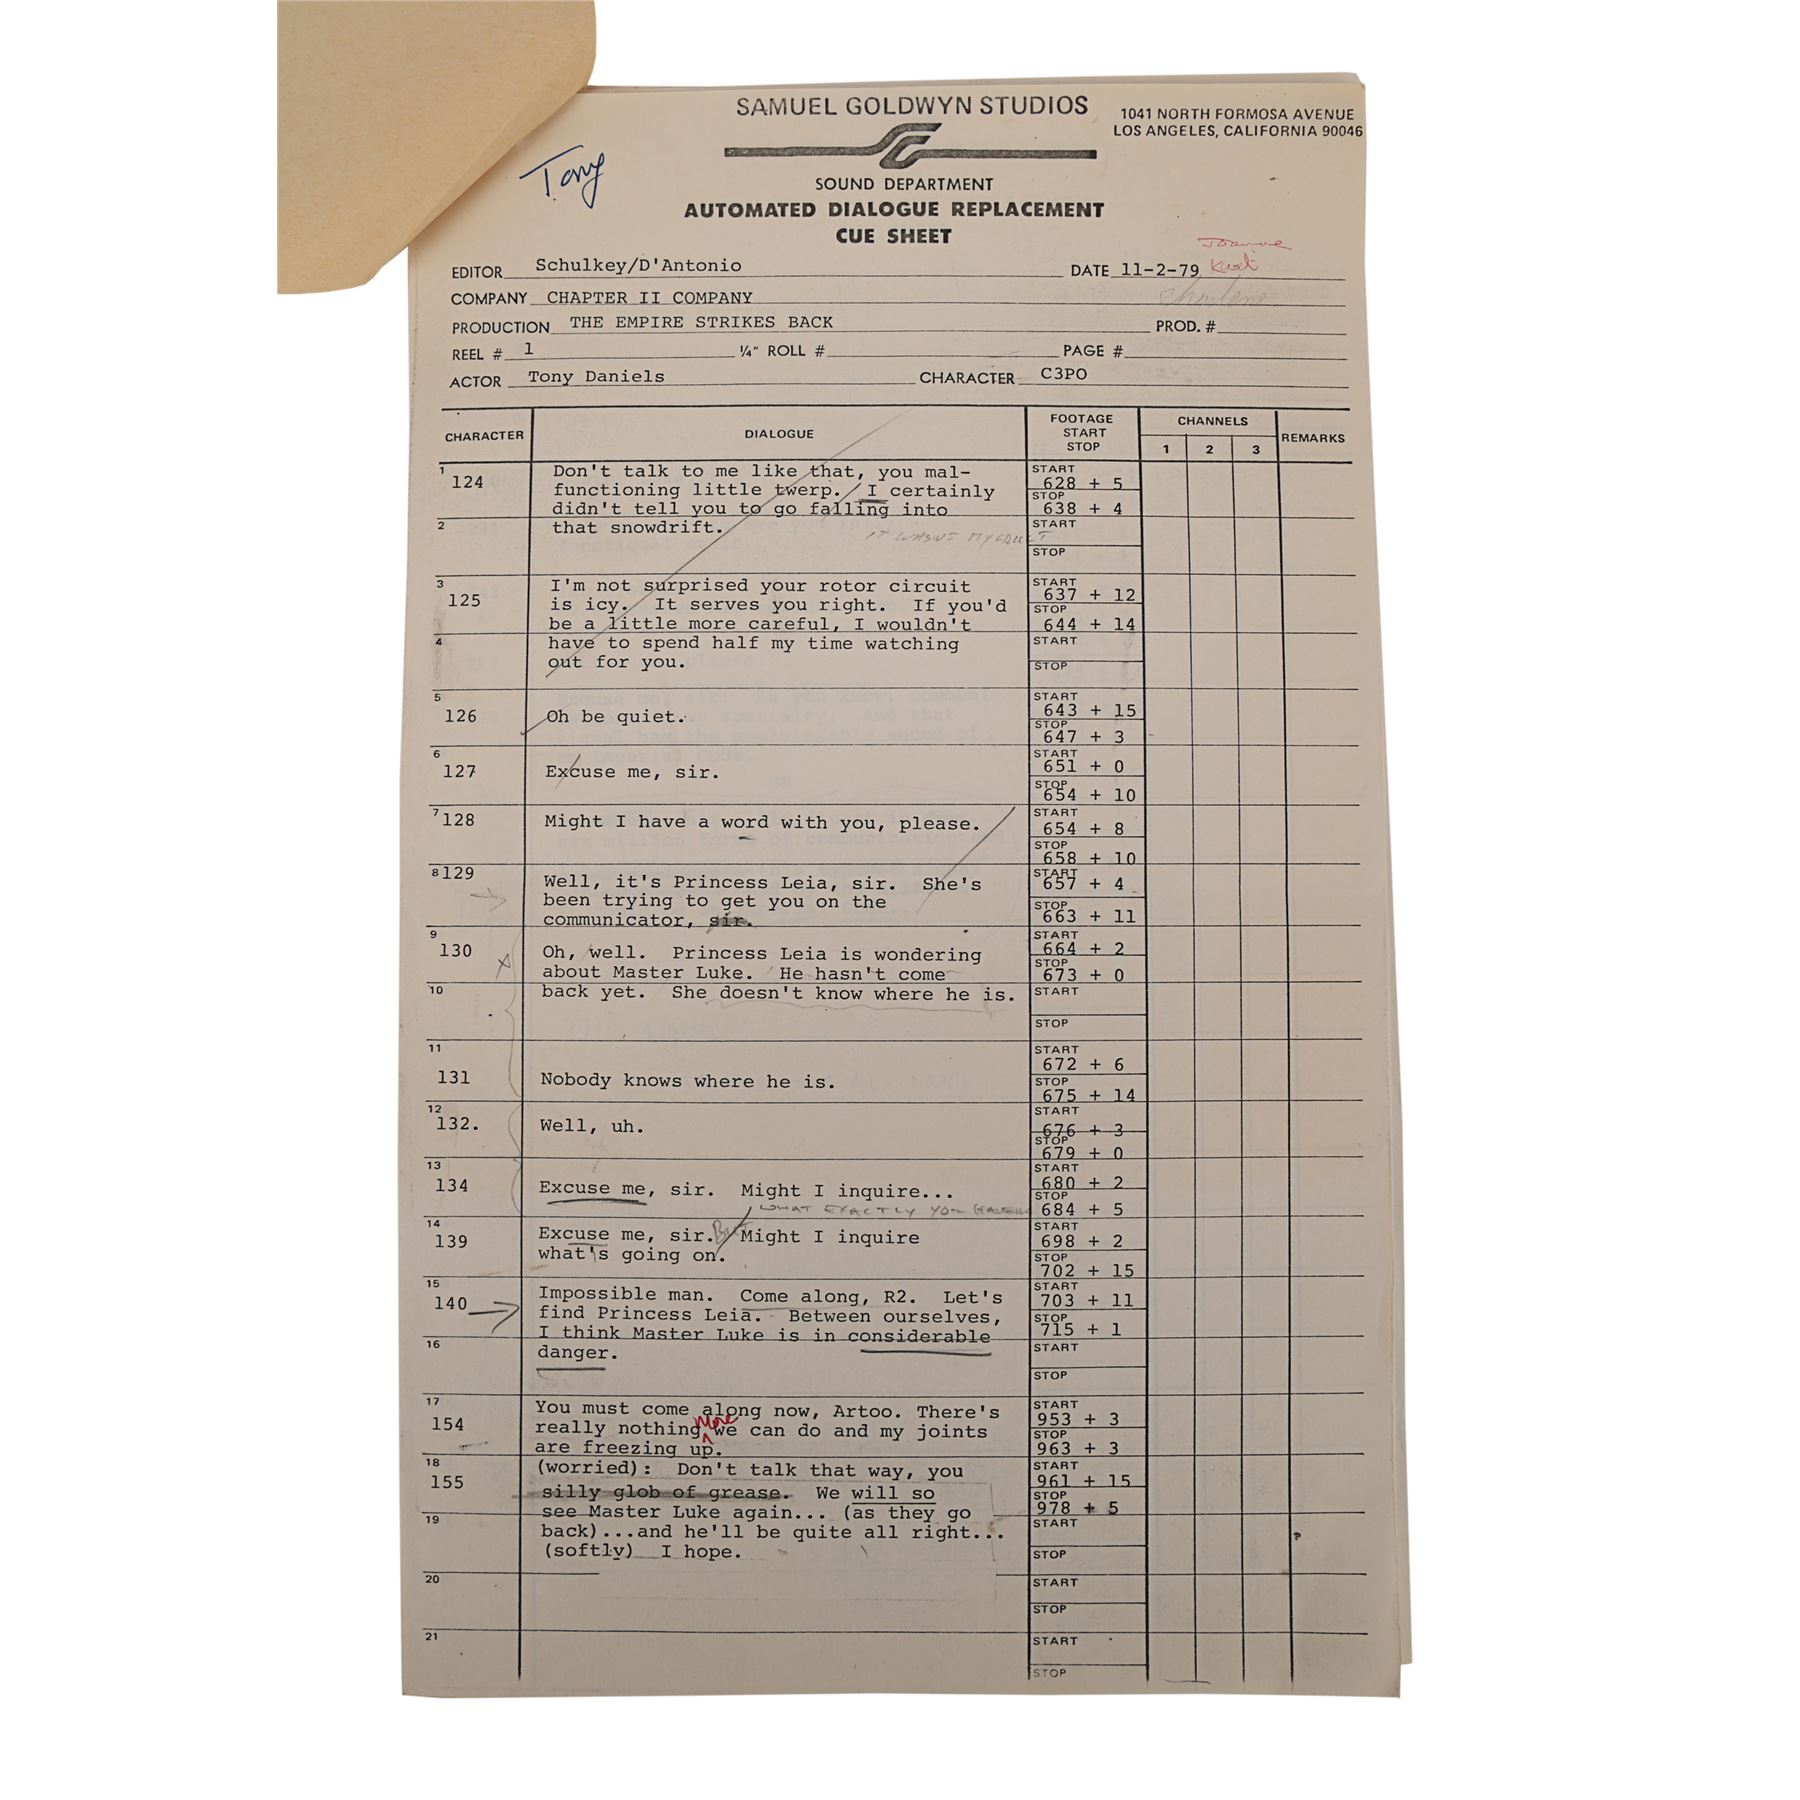 SAMUEL GOLDWYN STUDIOS
1041 NORTH FORMOSA AVENUE
LOS ANGELES, CALIFORNIA 90046
Tony
SOUND DEPARTMENT
AUTOMATED DIALOGUE REPLACEMENT
CUE SHEET
EDITOR Schulkey/D'Antonio DATE 11-2-79
COMPANY CHAPTER II COMPANY
PRODUCTION THE EMPIRE STRIKES BACK PROD. #
REEL # 1 1/4" ROLL # PAGE #
ACTOR Tony Daniels CHARACTER C3PO
CHARACTER DIALOGUE FOOTAGE START STOP CHANNELS 1 2 3 REMARKS
1 124 Don't talk to me like that, you mal- START 628 + 5
functioning little twerp. I certainly STOP 638 + 4
didn't tell you to go falling into
2 that snowdrift. START
IT WASNT MY FAULT
STOP
3 125 I'm not surprised your rotor circuit START 637 + 12
is icy. It serves you right. If you'd STOP 644 + 14
be a little more careful, I wouldn't
4 have to spend half my time watching START
out for you. STOP
5 126 Oh be quiet. START 643 + 15
STOP 647 + 3
6 127 Excuse me, sir. START 651 + 0
STOP 654 + 10
7 128 Might I have a word with you, please. START 654 + 8
STOP 658 + 10
8 129 Well, it's Princess Leia, sir. She's START 657 + 4
been trying to get you on the STOP 663 + 11
communicator, sir.
9 130 Oh, well. Princess Leia is wondering START 664 + 2
about Master Luke. He hasn't come STOP 673 + 0
10 back yet. She doesn't know where he is. START
STOP
11 131 Nobody knows where he is. START 672 + 6
STOP 675 + 14
12 132. Well, uh. START 676 + 3
STOP 679 + 0
13 134 Excuse me, sir. Might I inquire... START 680 + 2
STOP 684 + 5
WHAT EXACTLY YOU
14 139 Excuse me, sir. But Might I inquire START 698 + 2
what's going on. STOP 702 + 15
15 140 Impossible man. Come along, R2. Let's START 703 + 11
find Princess Leia. Between ourselves, STOP 715 + 1
I think Master Luke is in considerable
16 danger. START
STOP
17 154 You must come along now, Artoo. There's START 953 + 3
really nothing more we can do and my joints STOP 963 + 3
are freezing up.
18 155 (worried): Don't talk that way, you START 961 + 15
silly glob of grease. We will so STOP 978 + 5
see Master Luke again... (as they go
19 back)...and he'll be quite all right... START
(softly) I hope. STOP
20 START
STOP
21 START
STOP